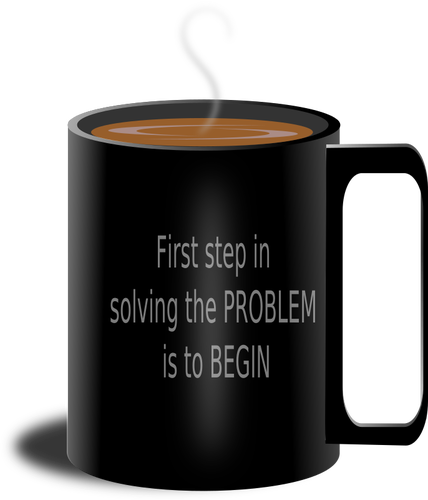 First step in
solving the PROBLEM
is to BEGIN